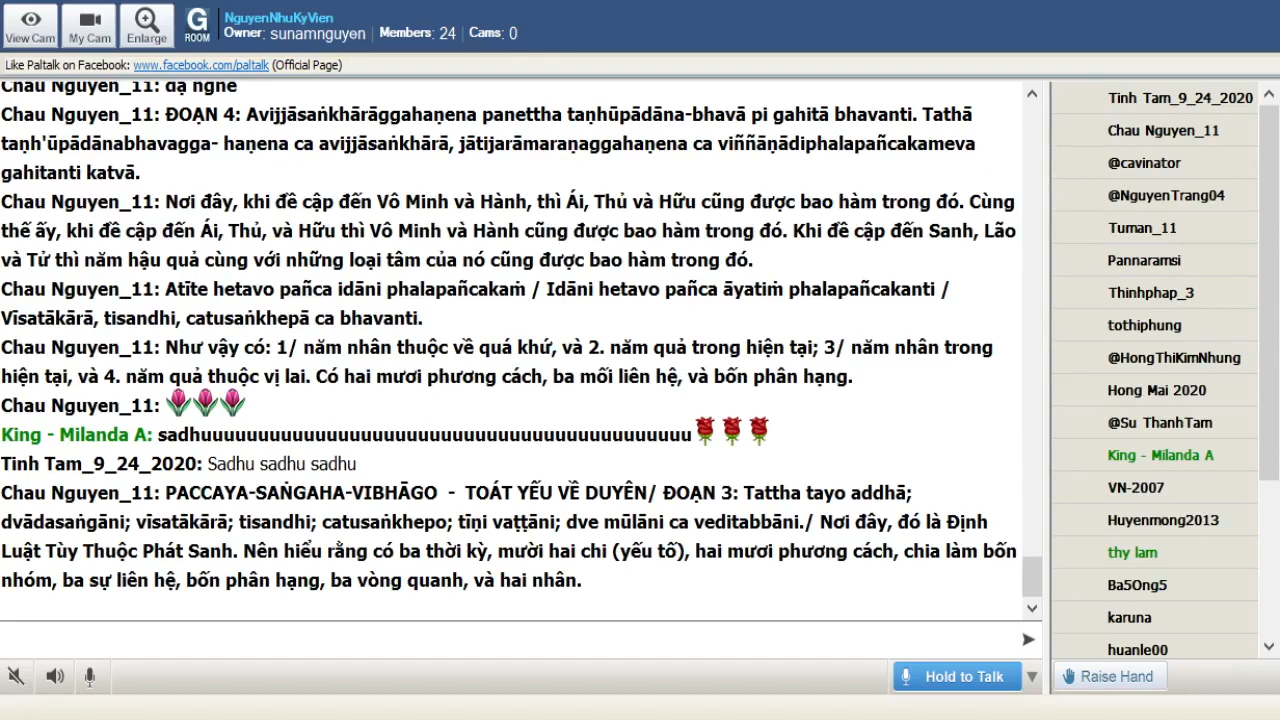 View Cam
My Cam
Enlarge
G
ROOM
NguyenNhuKyVien
Owner: sunamnguyen | Members: 24 | Cams: 0
Like Paltalk on Facebook: www.facebook.com/paltalk (Official Page)
Chau Nguyen_11: dạ nghe
Chau Nguyen_11: ĐOẠN 4: Avijjāsaṅkhārāggahaṇena panettha taṇhūpādāna-bhavā pi gahitā bhavanti. Tathā
taṇh'ūpādānabhavagga- haṇena ca avijjāsaṅkhārā, jātijarāmaraṇaggahaṇena ca viññāṇādiphalapañcakameva
gahitanti katvā.
Chau Nguyen_11: Nơi đây, khi đề cập đến Vô Minh và Hành, thì Ái, Thủ và Hữu cũng được bao hàm trong đó. Cùng
thế ấy, khi đề cập đến Ái, Thủ, và Hữu thì Vô Minh và Hành cũng được bao hàm trong đó. Khi đề cập đến Sanh, Lão
và Tử thì năm hậu quả cùng với những loại tâm của nó cũng được bao hàm trong đó.
Chau Nguyen_11: Atīte hetavo pañca idāni phalapañcakaṁ / Idāni hetavo pañca āyatiṁ phalapañcakanti /
Vīsatākārā, tisandhi, catusaṅkhepā ca bhavanti.
Chau Nguyen_11: Như vậy có: 1/ năm nhân thuộc về quá khứ, và 2. năm quả trong hiện tại; 3/ năm nhân trong
hiện tại, và 4. năm quả thuộc vị lai. Có hai mươi phương cách, ba mối liên hệ, và bốn phân hạng.
Chau Nguyen_11:
King - Milanda A: sadhuuuuuuuuuuuuuuuuuuuuuuuuuuuuuuuuuuuuuuuuuuu
Tinh Tam_9_24_2020: Sadhu sadhu sadhu
Chau Nguyen_11: PACCAYA-SAṄGAHA-VIBHĀGO - TOÁT YẾU VỀ DUYÊN/ ĐOẠN 3: Tattha tayo addhā;
dvādasaṅgāni; vīsatākārā; tisandhi; catusaṅkhepo; tīṇi vaṭṭāni; dve mūlāni ca veditabbāni./ Nơi đây, đó là Định
Luật Tùy Thuộc Phát Sanh. Nên hiểu rằng có ba thời kỳ, mười hai chi (yếu tố), hai mươi phương cách, chia làm bốn
nhóm, ba sự liên hệ, bốn phân hạng, ba vòng quanh, và hai nhân.
Hold to Talk
Tinh Tam_9_24_2020
Chau Nguyen_11
@cavinator
@NguyenTrang04
Tuman_11
Pannaramsi
Thinhphap_3
tothiphung
@HongThiKimNhung
Hong Mai 2020
@Su ThanhTam
King - Milanda A
VN-2007
Huyenmong2013
thy lam
Ba5Ong5
karuna
huanle00
Raise Hand